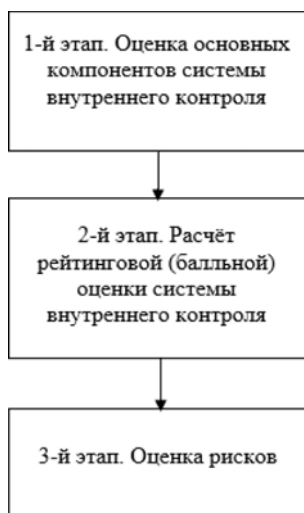 1-й этап. Оценка основных
компонентов системы
внутреннего контроля
2-й этап. Расчёт
рейтинговой (балльной)
оценки системы
внутреннего контроля
3-й этап. Оценка рисков